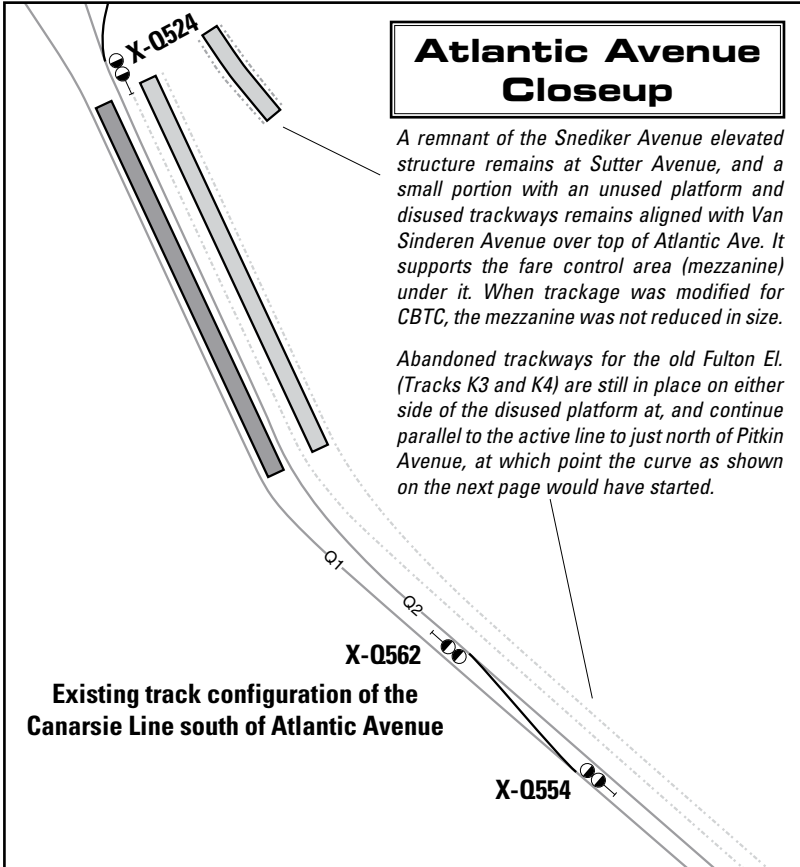 X-Q524
Atlantic Avenue
Closeup
A remnant of the Snediker Avenue elevated
structure remains at Sutter Avenue, and a
small portion with an unused platform and
disused trackways remains aligned with Van
Sinderen Avenue over top of Atlantic Ave. It
supports the fare control area (mezzanine)
under it. When trackage was modified for
CBTC, the mezzanine was not reduced in size.
Abandoned trackways for the old Fulton El.
(Tracks K3 and K4) are still in place on either
side of the disused platform at, and continue
parallel to the active line to just north of Pitkin
Avenue, at which point the curve as shown
on the next page would have started.
Q1
Q2
X-Q562
Existing track configuration of the
Canarsie Line south of Atlantic Avenue
X-Q554